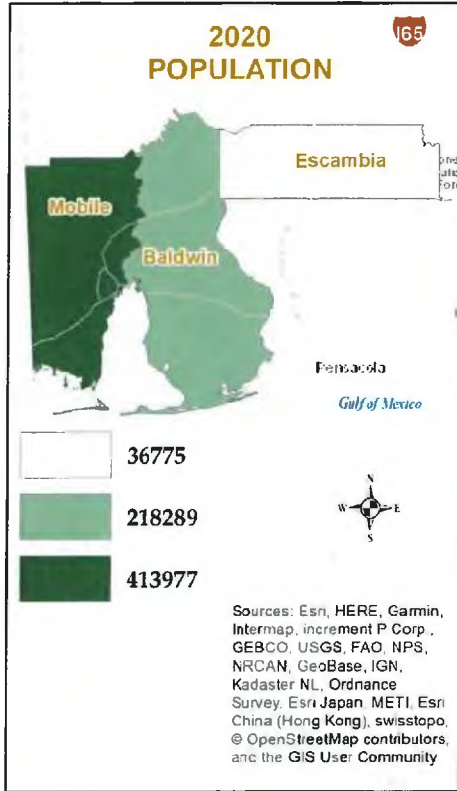 2020
POPULATION
165
Escambia
Mobile
Baldwin
Pensacola
Gulf of Mexico
36775
218289
413977
N
W E
S
Sources: Esri, HERE, Garmin,
Intermap, increment P Corp.,
GEBCO, USGS, FAO, NPS,
NRCAN, GeoBase, IGN,
Kadaster NL, Ordnance
Survey, Esri Japan, METI, Esri
China (Hong Kong), swisstopo,
© OpenStreetMap contributors,
and the GIS User Community